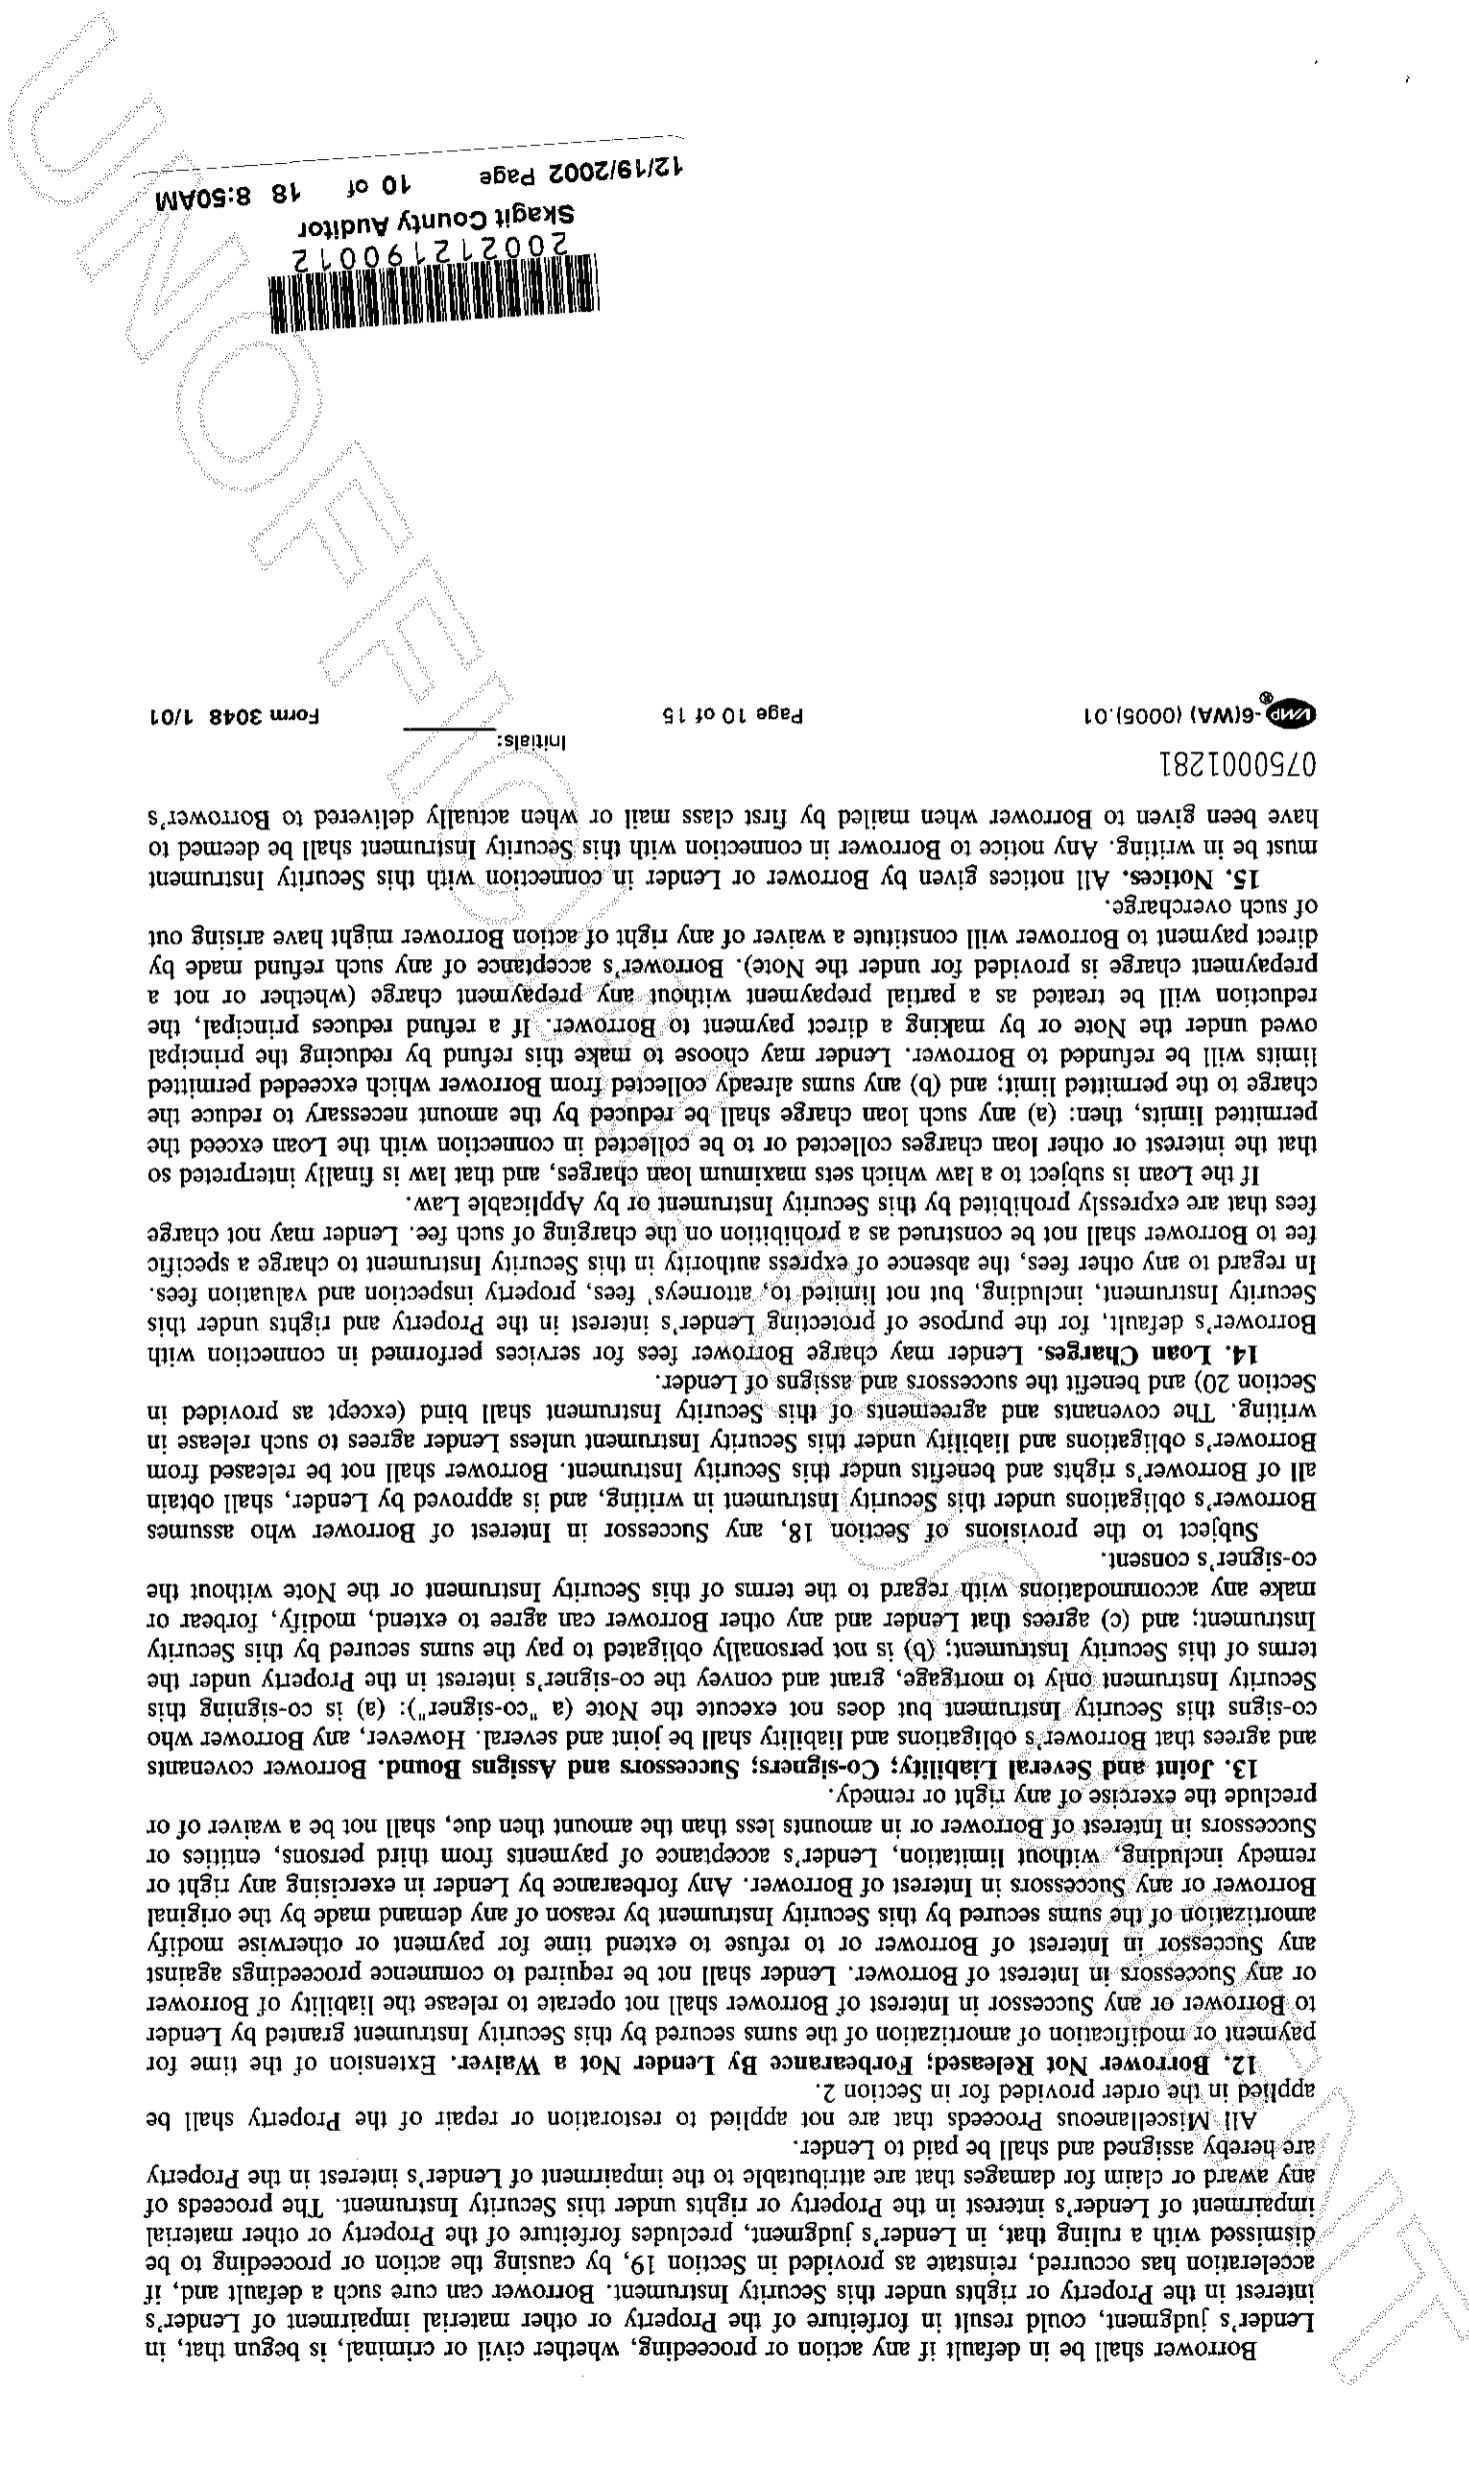 Borrower shall be in default if any action or proceeding, whether civil or criminal, is begun that, in
Lender's judgment, could result in forfeiture of the Property or other material impairment of Lender's
interest in the Property or rights under this Security Instrument. Borrower can cure such a default and, if
acceleration has occurred, reinstate as provided in Section 19, by causing the action or proceeding to be
dismissed with a ruling that, in Lender's judgment, precludes forfeiture of the Property or other material
impairment of Lender's interest in the Property or rights under this Security Instrument. The proceeds of
any award or claim for damages that are attributable to the impairment of Lender's interest in the Property
are hereby assigned and shall be paid to Lender.
All Miscellaneous Proceeds that are not applied to restoration or repair of the Property shall be
applied in the order provided for in Section 2.
12. Borrower Not Released; Forbearance By Lender Not a Waiver. Extension of the time for
payment or modification of amortization of the sums secured by this Security Instrument granted by Lender
to Borrower or any Successor in Interest of Borrower shall not operate to release the liability of Borrower
or any Successors in Interest of Borrower. Lender shall not be required to commence proceedings against
any Successor in Interest of Borrower or to refuse to extend time for payment or otherwise modify
amortization of the sums secured by this Security Instrument by reason of any demand made by the original
Borrower or any Successors in Interest of Borrower. Any forbearance by Lender in exercising any right or
remedy including, without limitation, Lender's acceptance of payments from third persons, entities or
Successors in Interest of Borrower or in amounts less than the amount then due, shall not be a waiver of or
preclude the exercise of any right or remedy.
13. Joint and Several Liability; Co-signers; Successors and Assigns Bound. Borrower covenants
and agrees that Borrower's obligations and liability shall be joint and several. However, any Borrower who
co-signs this Security Instrument but does not execute the Note (a "co-signer"): (a) is co-signing this
Security Instrument only to mortgage, grant and convey the co-signer's interest in the Property under the
terms of this Security Instrument; (b) is not personally obligated to pay the sums secured by this Security
Instrument; and (c) agrees that Lender and any other Borrower can agree to extend, modify, forbear or
make any accommodations with regard to the terms of this Security Instrument or the Note without the
co-signer's consent.
Subject to the provisions of Section 18, any Successor in Interest of Borrower who assumes
Borrower's obligations under this Security Instrument in writing, and is approved by Lender, shall obtain
all of Borrower's rights and benefits under this Security Instrument. Borrower shall not be released from
Borrower's obligations and liability under this Security Instrument unless Lender agrees to such release in
writing. The covenants and agreements of this Security Instrument shall bind (except as provided in
Section 20) and benefit the successors and assigns of Lender.
14. Loan Charges. Lender may charge Borrower fees for services performed in connection with
Borrower's default, for the purpose of protecting Lender's interest in the Property and rights under this
Security Instrument, including, but not limited to, attorneys' fees, property inspection and valuation fees.
In regard to any other fees, the absence of express authority in this Security Instrument to charge a specific
fee to Borrower shall not be construed as a prohibition on the charging of such fee. Lender may not charge
fees that are expressly prohibited by this Security Instrument or by Applicable Law.
If the Loan is subject to a law which sets maximum loan charges, and that law is finally interpreted so
that the interest or other loan charges collected or to be collected in connection with the Loan exceed the
permitted limits, then: (a) any such loan charge shall be reduced by the amount necessary to reduce the
charge to the permitted limit; and (b) any sums already collected from Borrower which exceeded permitted
limits will be refunded to Borrower. Lender may choose to make this refund by reducing the principal
owed under the Note or by making a direct payment to Borrower. If a refund reduces principal, the
reduction will be treated as a partial prepayment without any prepayment charge (whether or not a
prepayment charge is provided for under the Note). Borrower's acceptance of any such refund made by
direct payment to Borrower will constitute a waiver of any right of action Borrower might have arising out
of such overcharge.
15. Notices. All notices given by Borrower or Lender in connection with this Security Instrument
must be in writing. Any notice to Borrower in connection with this Security Instrument shall be deemed to
have been given to Borrower when mailed by first class mail or when actually delivered to Borrower's
0750001281
Initials:
VMP®-6(WA) (0005).01 Page 10 of 15 Form 3048 1/01
200212190012
Skagit County Auditor
12/19/2002 Page 10 of 18 8:50AM
UNOFFICIAL DOCUMENT